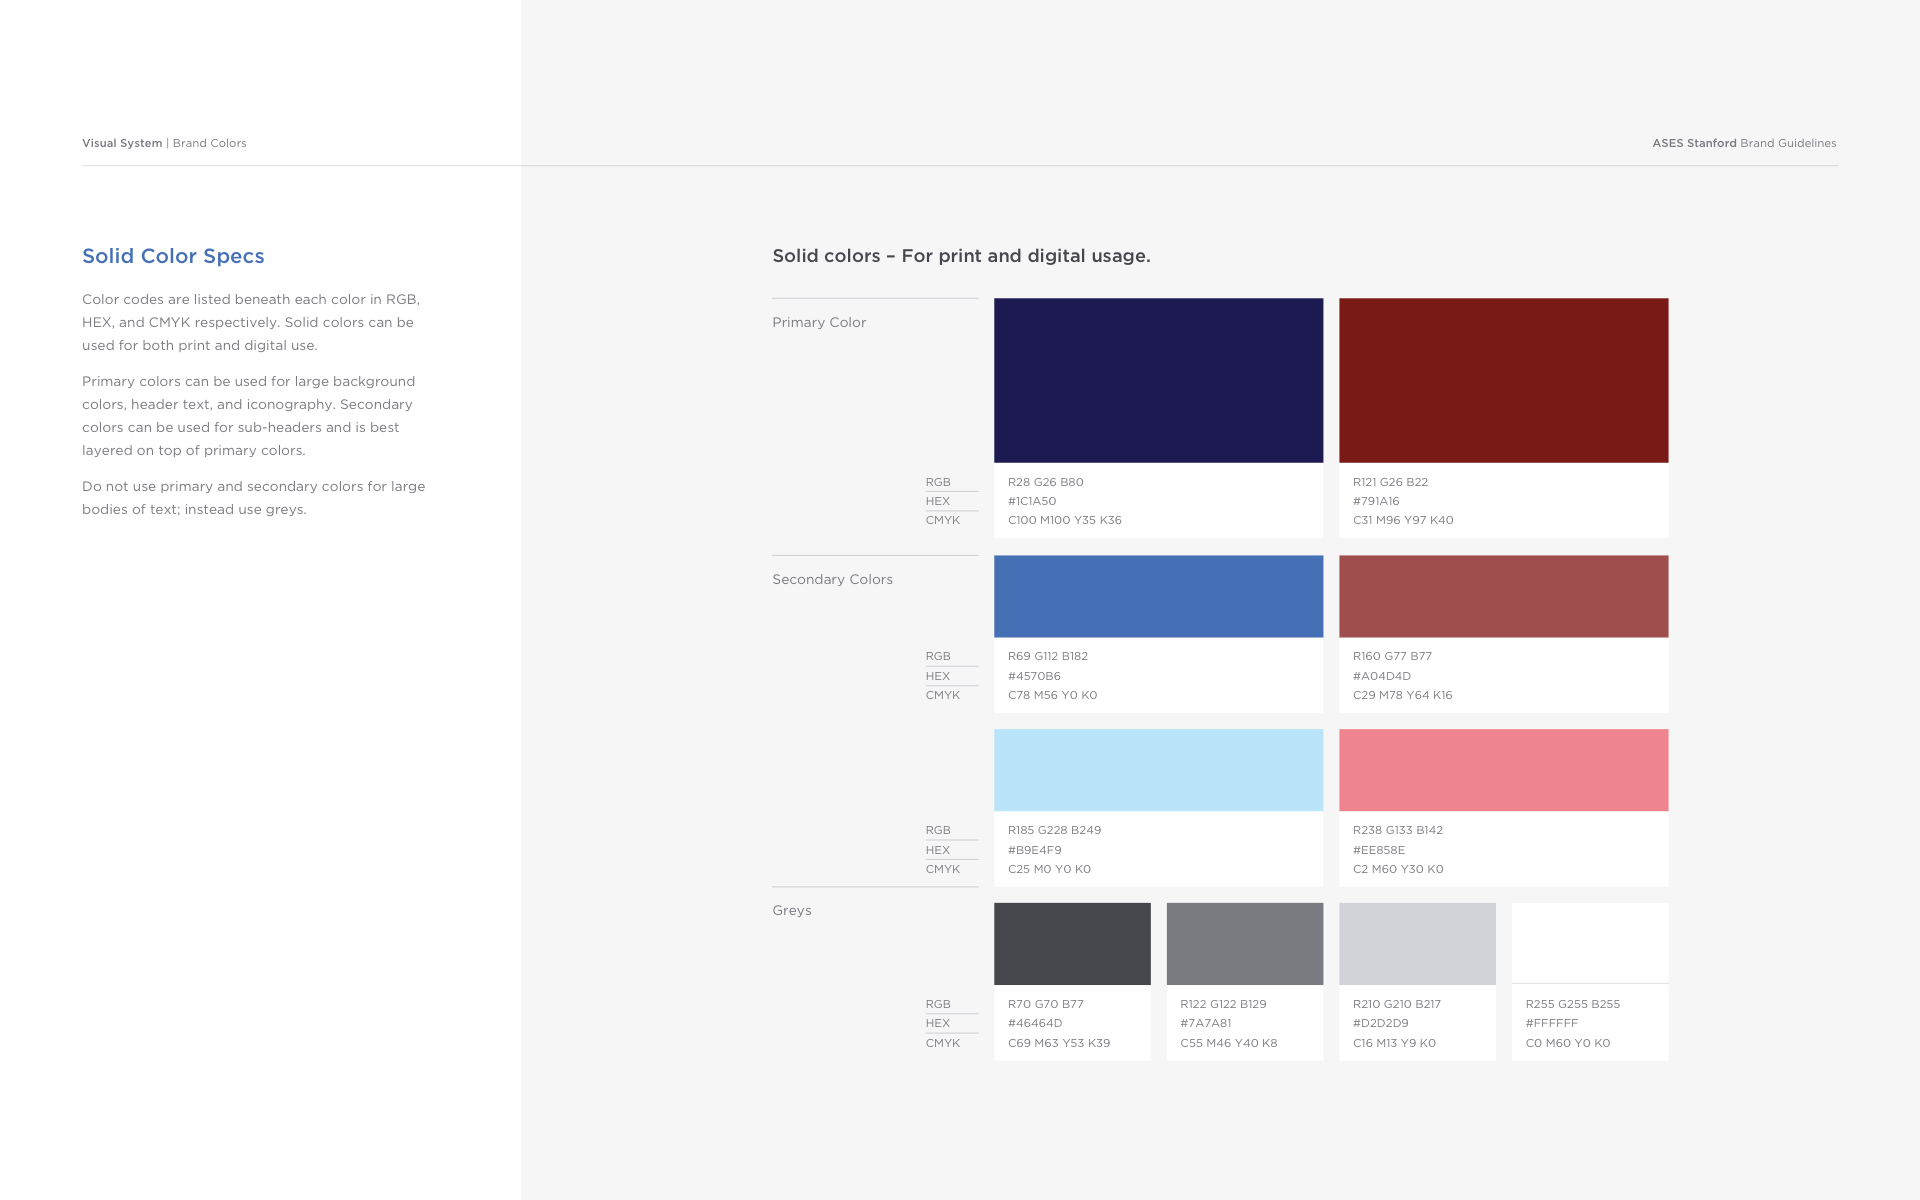 Visual System | Brand Colors
ASES Stanford Brand Guidelines
Solid Color Specs
Color codes are listed beneath each color in RGB,
HEX, and CMYK respectively. Solid colors can be
used for both print and digital use.
Primary colors can be used for large background
colors, header text, and iconography. Secondary
colors can be used for sub-headers and is best
layered on top of primary colors.
Do not use primary and secondary colors for large
bodies of text; instead use greys.
Solid colors – For print and digital usage.
Primary Color
RGB R28 G26 B80 R121 G26 B22
HEX #1C1A50 #791A16
CMYK C100 M100 Y35 K36 C31 M96 Y97 K40
Secondary Colors
RGB R69 G112 B182 R160 G77 B77
HEX #4570B6 #A04D4D
CMYK C78 M56 Y0 K0 C29 M78 Y64 K16
RGB R185 G228 B249 R238 G133 B142
HEX #B9E4F9 #EE858E
CMYK C25 M0 Y0 K0 C2 M60 Y30 K0
Greys
RGB R70 G70 B77 R122 G122 B129 R210 G210 B217 R255 G255 B255
HEX #46464D #7A7A81 #D2D2D9 #FFFFFF
CMYK C69 M63 Y53 K39 C55 M46 Y40 K8 C16 M13 Y9 K0 C0 M60 Y0 K0